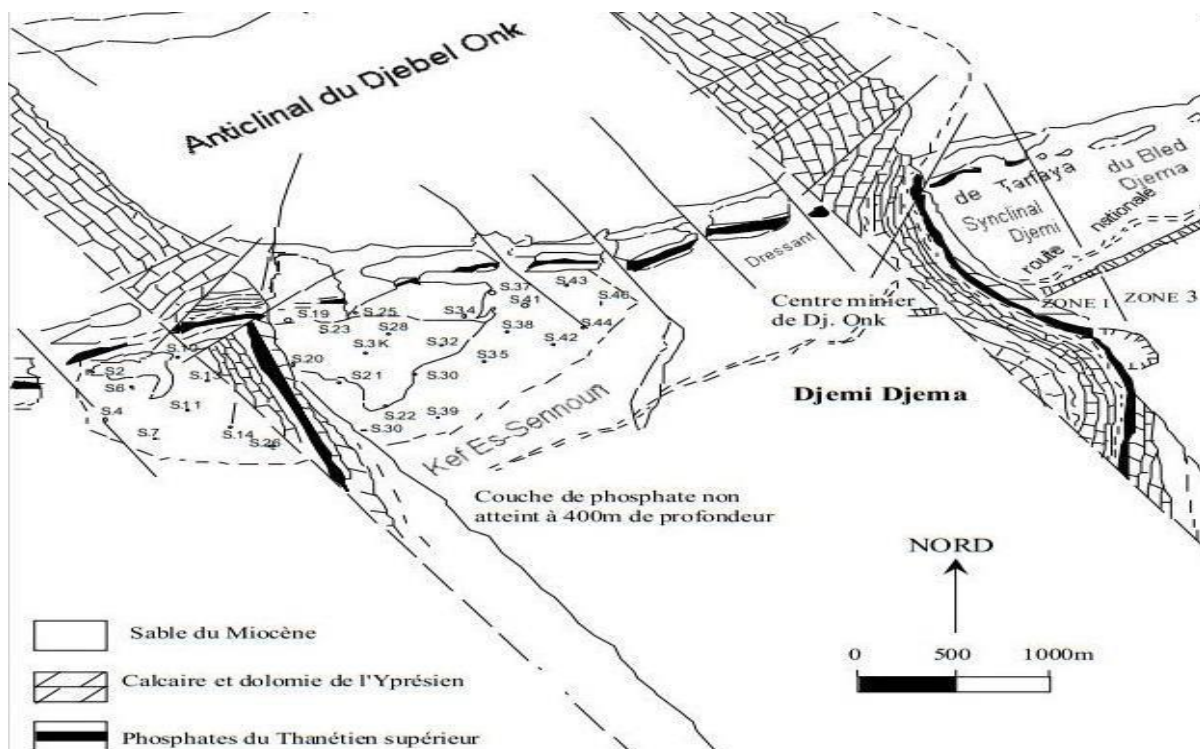 Anticlinal du Djebel Onk
de Tarfaya
du Bled
Synclinal
Djema
Djemi
route nationale
Dressant
Centre minier
de Dj. Onk
ZONE 1
ZONE 3
Djemi Djema
S.37
S.43
S.41
S.46
S.19
S.25
S.34
S.23
S.28
S.38
S.44
S.3K
S.32
S.42
S.20
S.35
S2
S.13
S6
S.21
S.30
S.4
S.11
S.22
S.39
S.7
S.14
S.30
S.26
Kef Es-Sennoun
Couche de phosphate non
atteint à 400m de profondeur
NORD
0 500 1000m
Sable du Miocène
Calcaire et dolomie de l'Yprésien
Phosphates du Thanétien supérieur